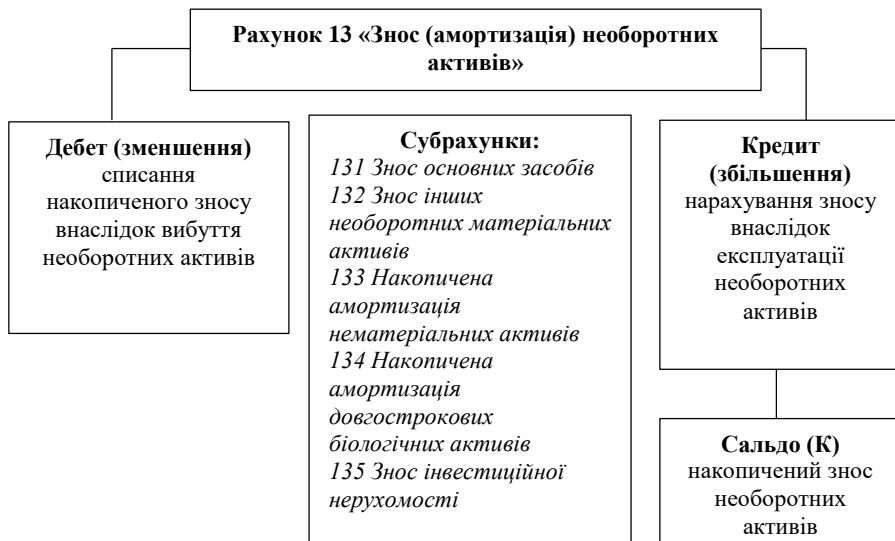 Рахунок 13 «Знос (амортизація) необоротних
активів»
Дебет (зменшення)
списання
накопиченого зносу
внаслідок вибуття
необоротних активів
Субрахунки:
131 Знос основних засобів
132 Знос інших
необоротних матеріальних
активів
133 Накопичена
амортизація
нематеріальних активів
134 Накопичена
амортизація
довгострокових
біологічних активів
135 Знос інвестиційної
нерухомості
Кредит
(збільшення)
нарахування зносу
внаслідок
експлуатації
необоротних
активів
Сальдо (К)
накопичений знос
необоротних
активів